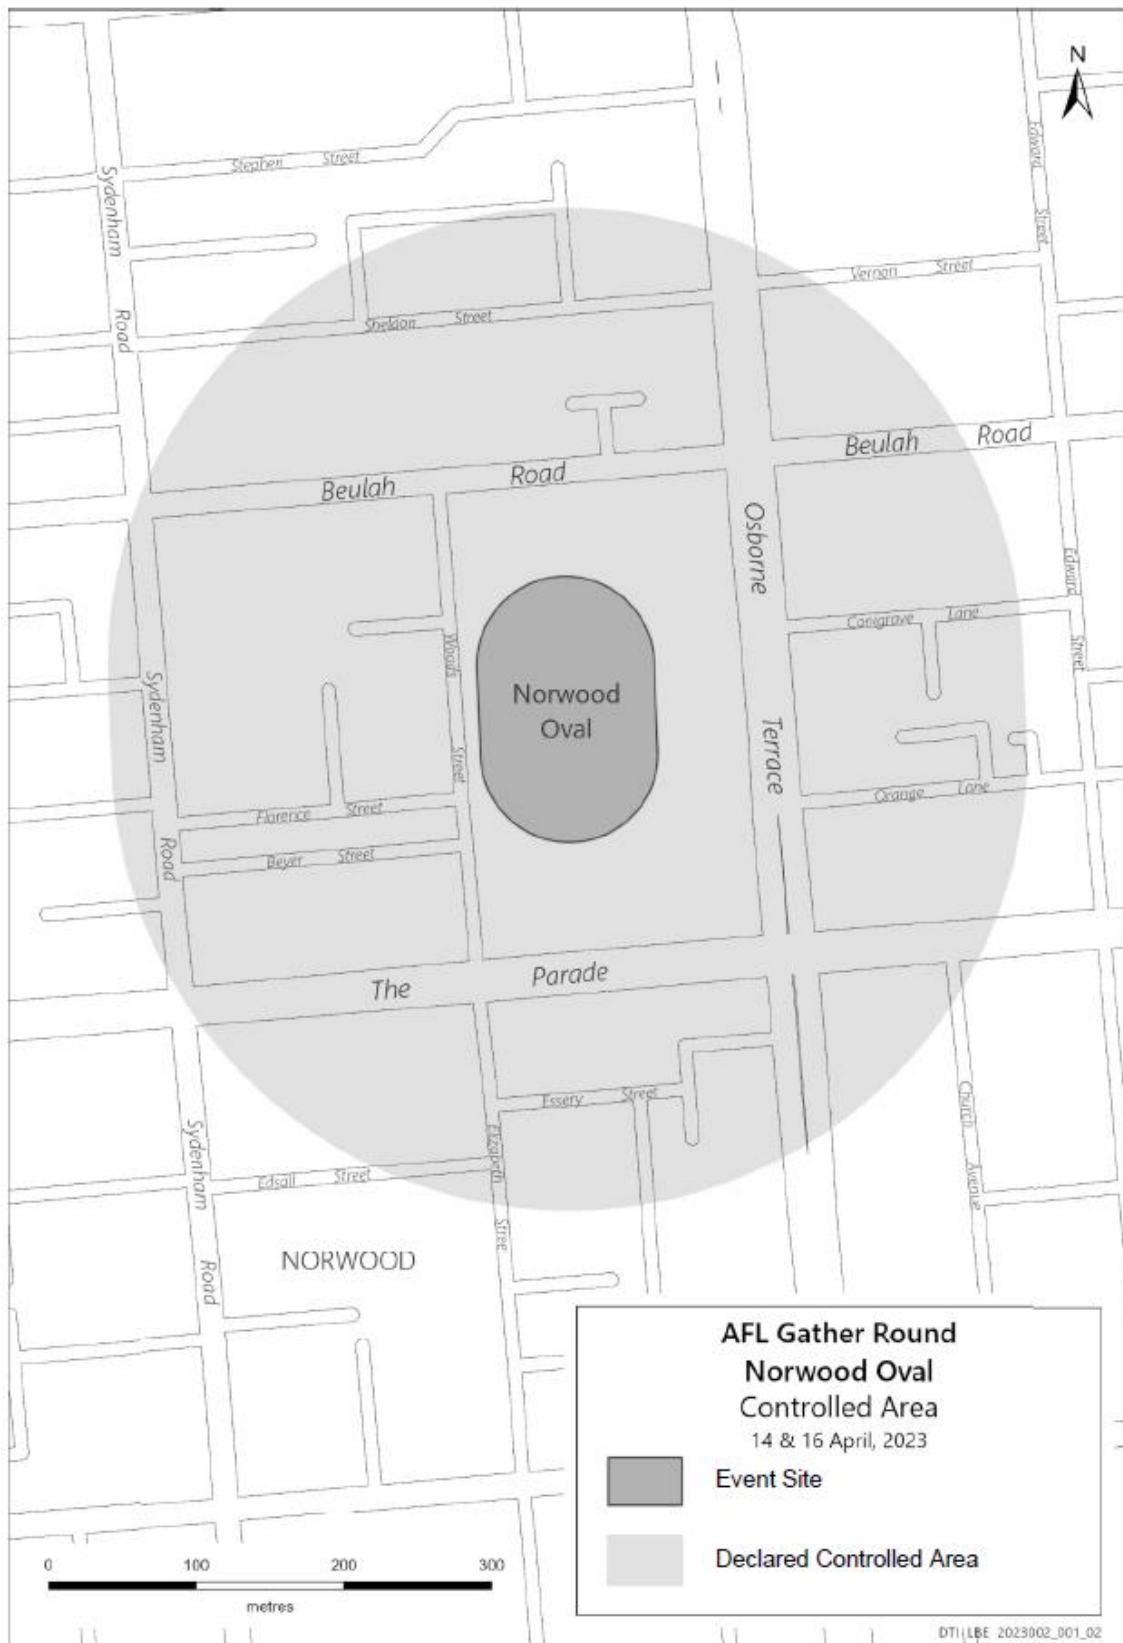 N
Stephen Street
Edward Street
Sydenham Road
Vernon Street
Sheldon Street
Beulah Road
Beulah Road
Osborne Terrace
Edward Street
Conigrave Lane
Woods Street
Norwood
Oval
Sydenham Road
Florence Street
Orange Lane
Beyer Street
The Parade
Essery Street
Church Avenue
Elizabeth Stree
Sydenham Road
Edsall Street
NORWOOD
AFL Gather Round
Norwood Oval
Controlled Area
14 & 16 April, 2023
Event Site
Declared Controlled Area
0 100 200 300
metres
DTI|LBE 2023002_001_02